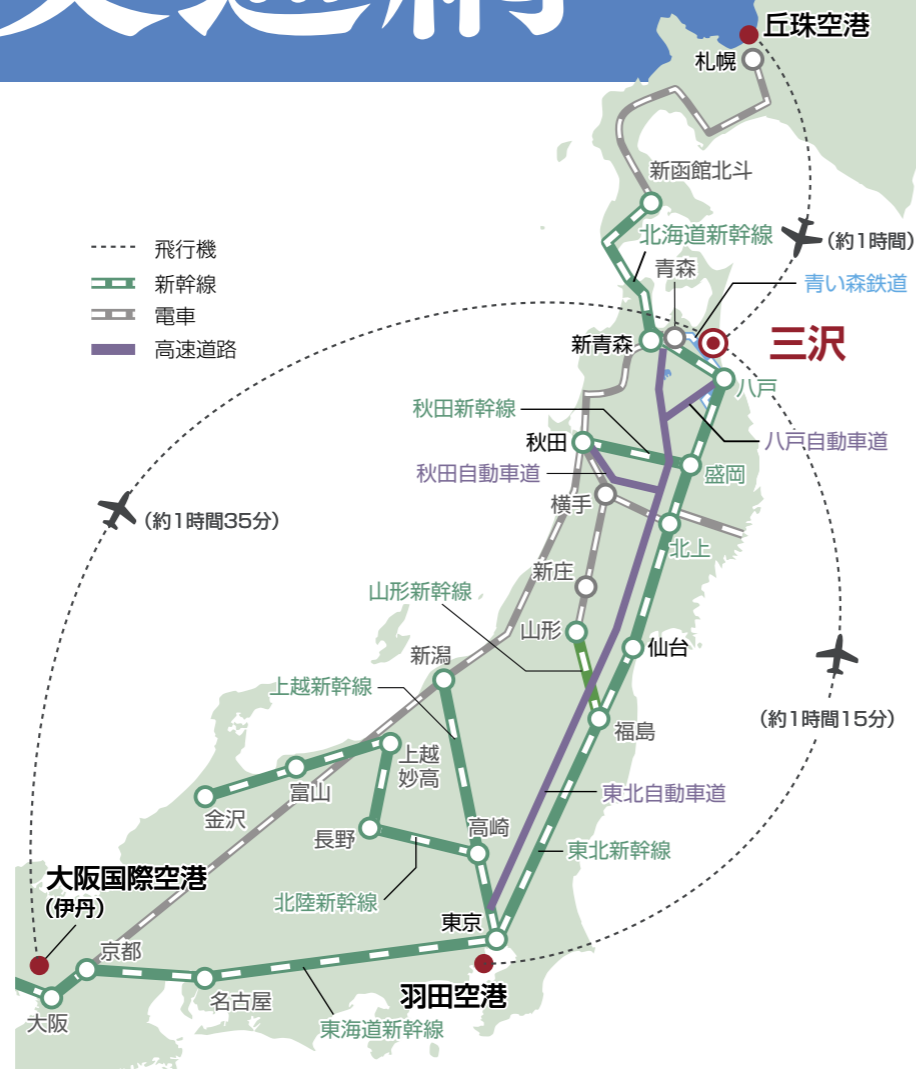 交通網
丘珠空港
札幌
新函館北斗
北海道新幹線
(約1時間)
青森
青い森鉄道
飛行機
新幹線
電車
高速道路
新青森
三沢
八戸
秋田新幹線
秋田
八戸自動車道
秋田自動車道
盛岡
横手
(約1時間35分)
北上
新庄
山形新幹線
山形
仙台
新潟
上越新幹線
(約1時間15分)
福島
上越
妙高
富山
金沢
東北自動車道
高崎
長野
東北新幹線
大阪国際空港
(伊丹)
北陸新幹線
東京
京都
羽田空港
名古屋
大阪
東海道新幹線